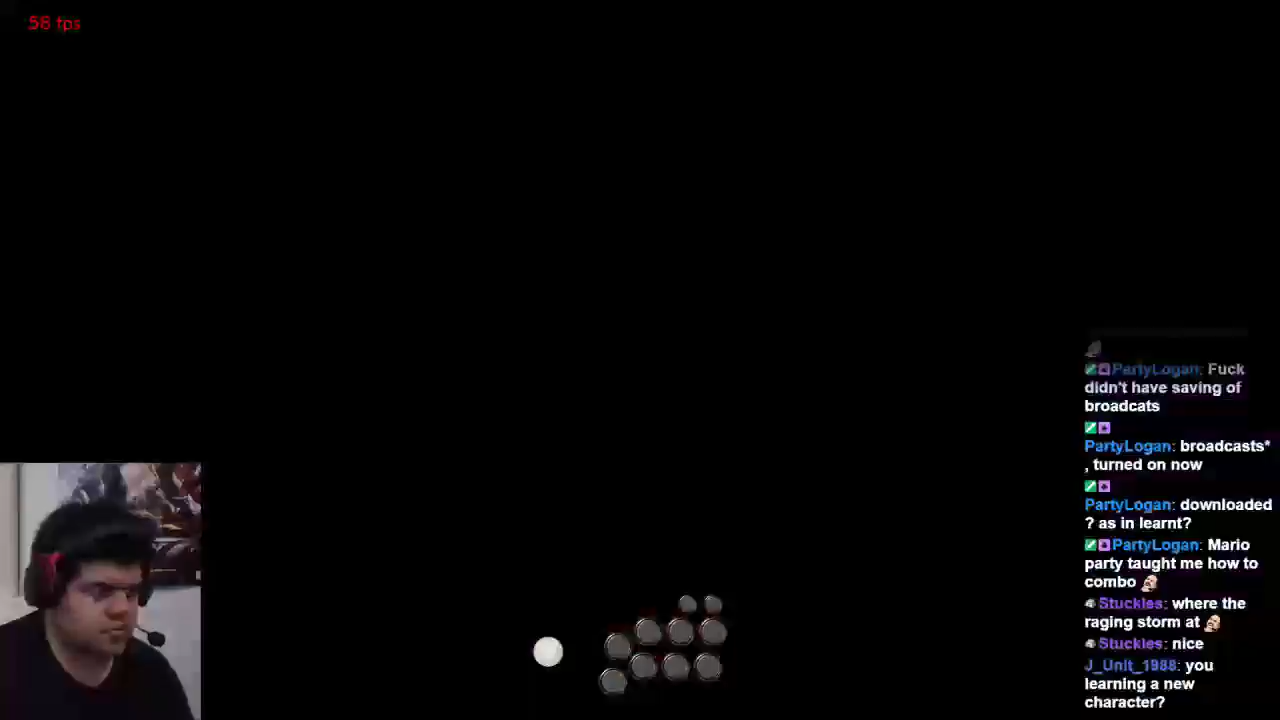 58 fps
PartyLogan: Fuck
didn't have saving of
broadcats
PartyLogan: broadcasts*
, turned on now
PartyLogan: downloaded
? as in learnt?
PartyLogan: Mario
party taught me how to
combo
Stuckles: where the
raging storm at
Stuckles: nice
J_Unit_1988: you
learning a new
character?